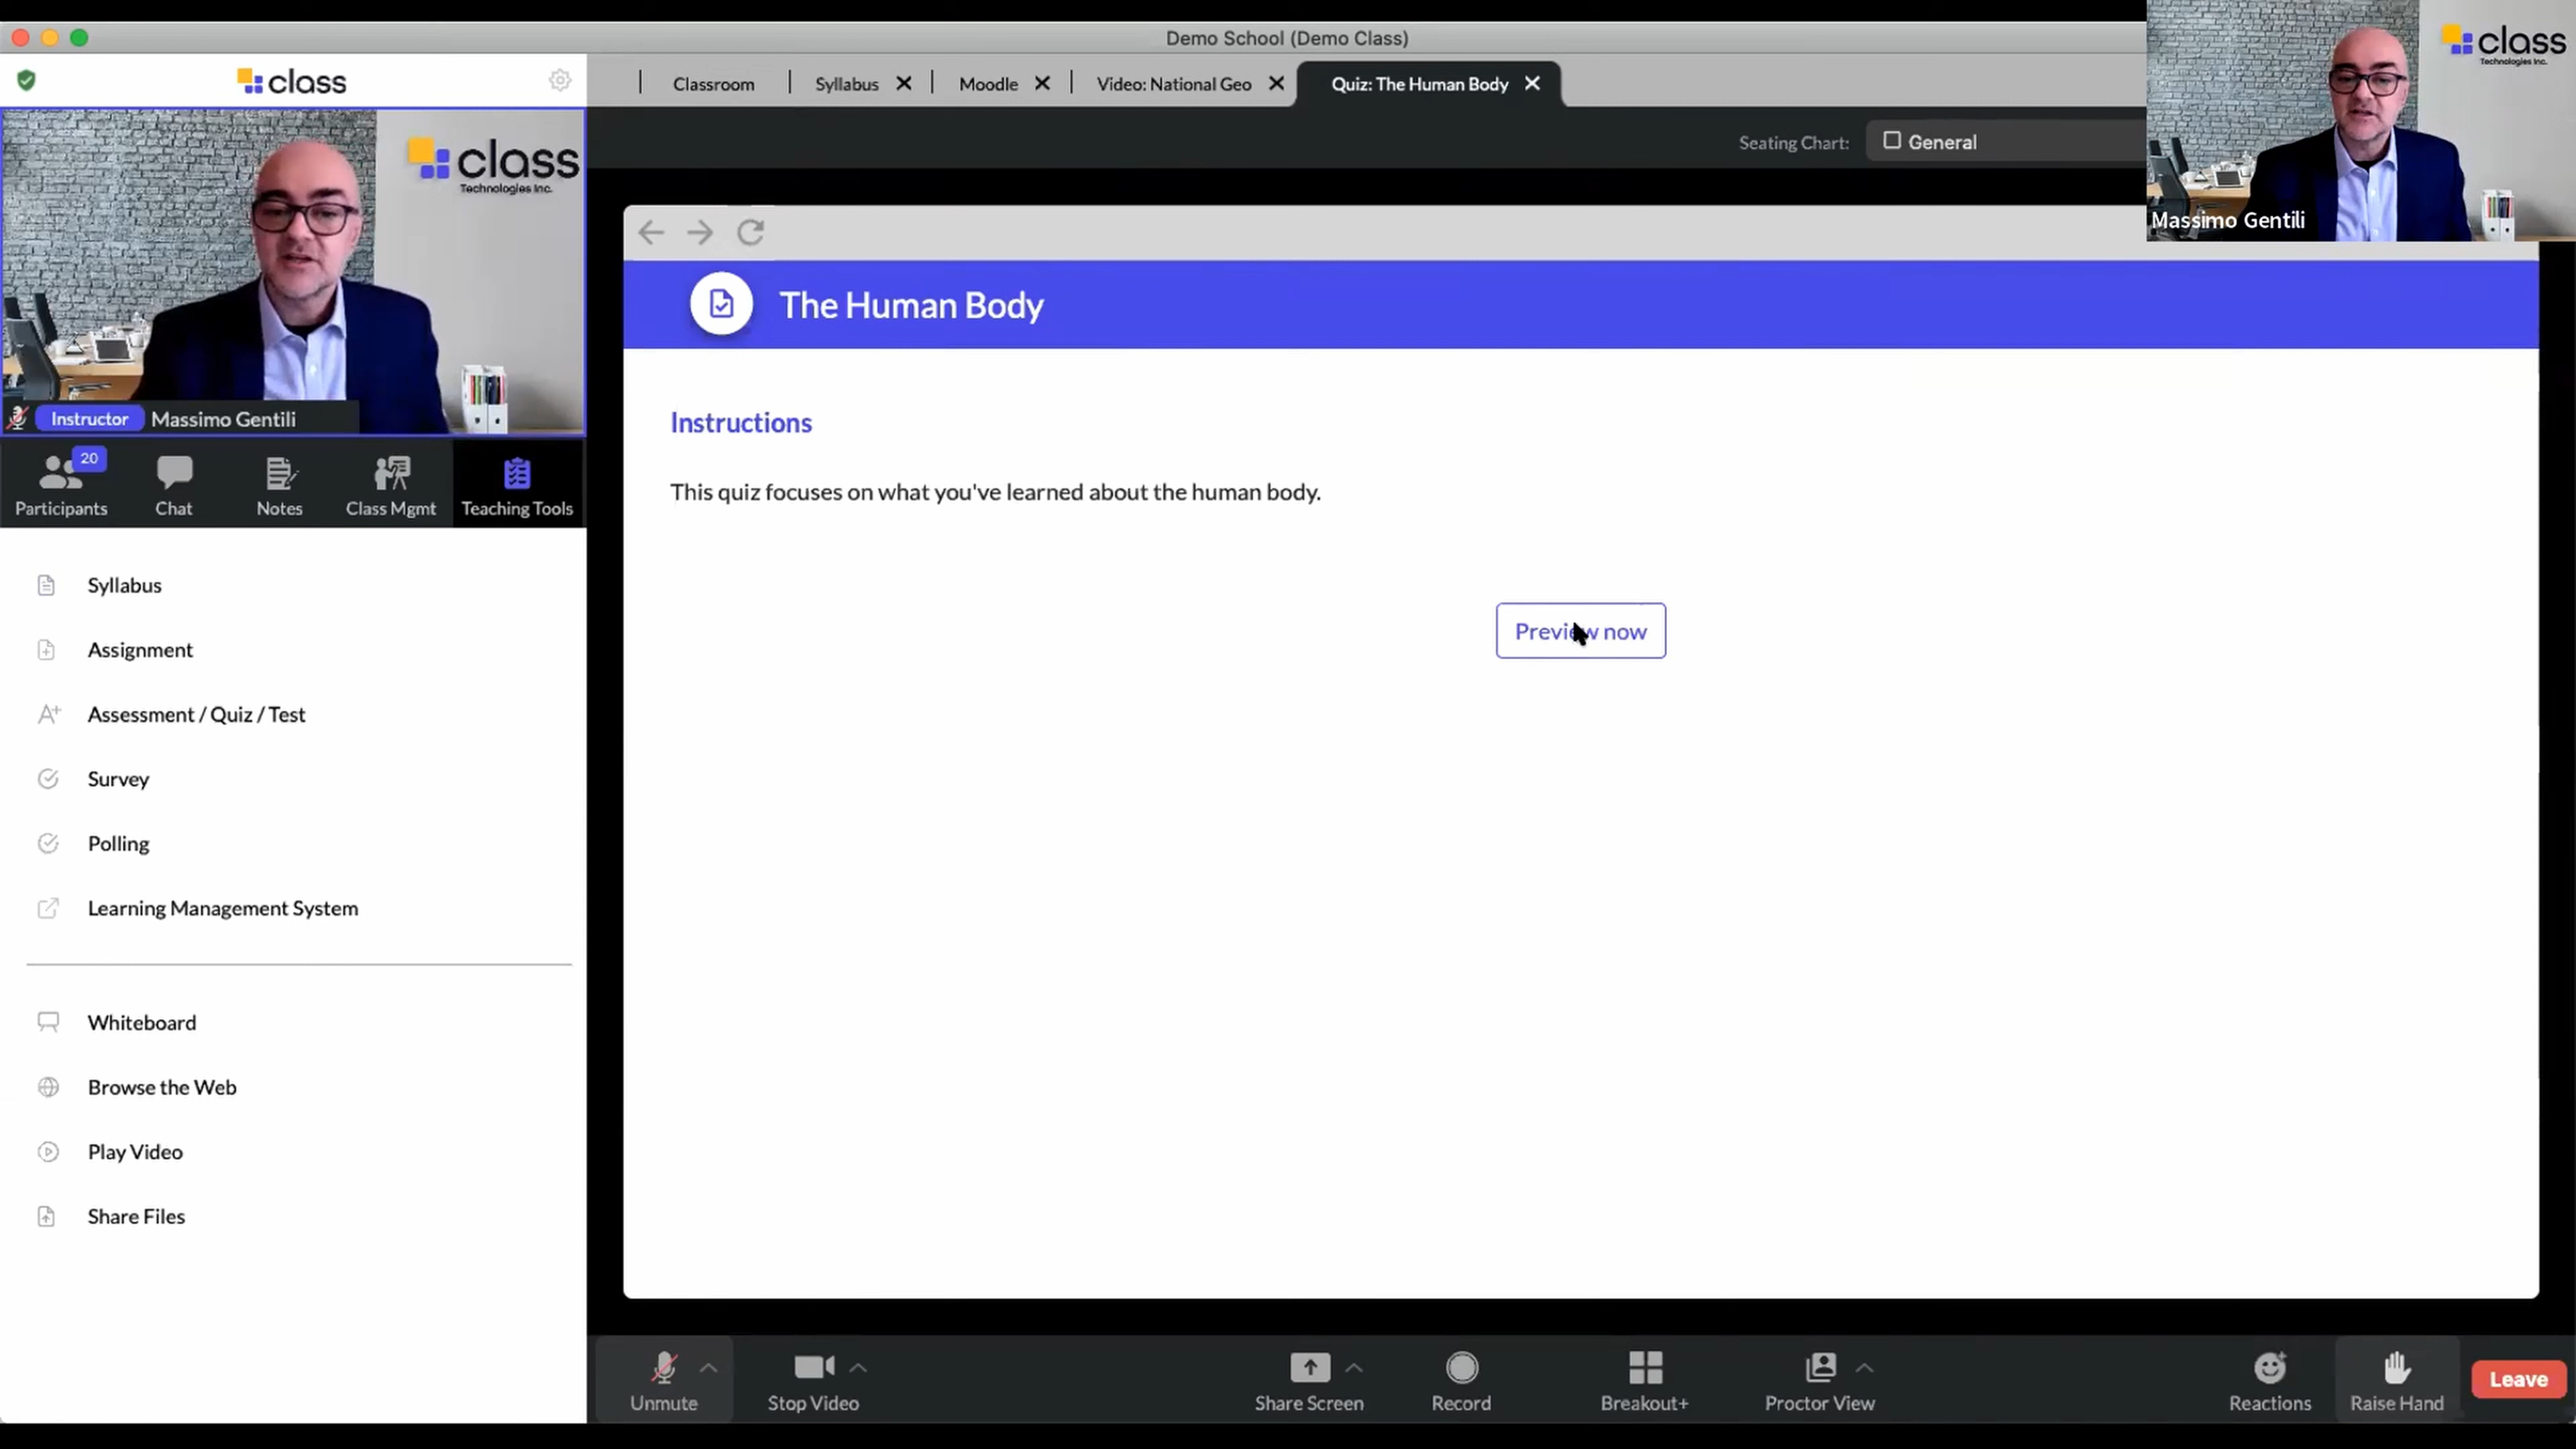 Demo School (Demo Class)
class
Classroom
Syllabus
Moodle
Video: National Geo
Quiz: The Human Body
Seating Chart:
General
class
Technologies Inc.
Massimo Gentili
class
Technologies Inc.
Instructor
Massimo Gentili
20
Participants
Chat
Notes
Class Mgmt
Teaching Tools
Syllabus
Assignment
A+
Assessment / Quiz / Test
Survey
Polling
Learning Management System
Whiteboard
Browse the Web
Play Video
Share Files
The Human Body
Instructions
This quiz focuses on what you've learned about the human body.
Preview now
Unmute
Stop Video
Share Screen
Record
Breakout+
Proctor View
Reactions
Raise Hand
Leave